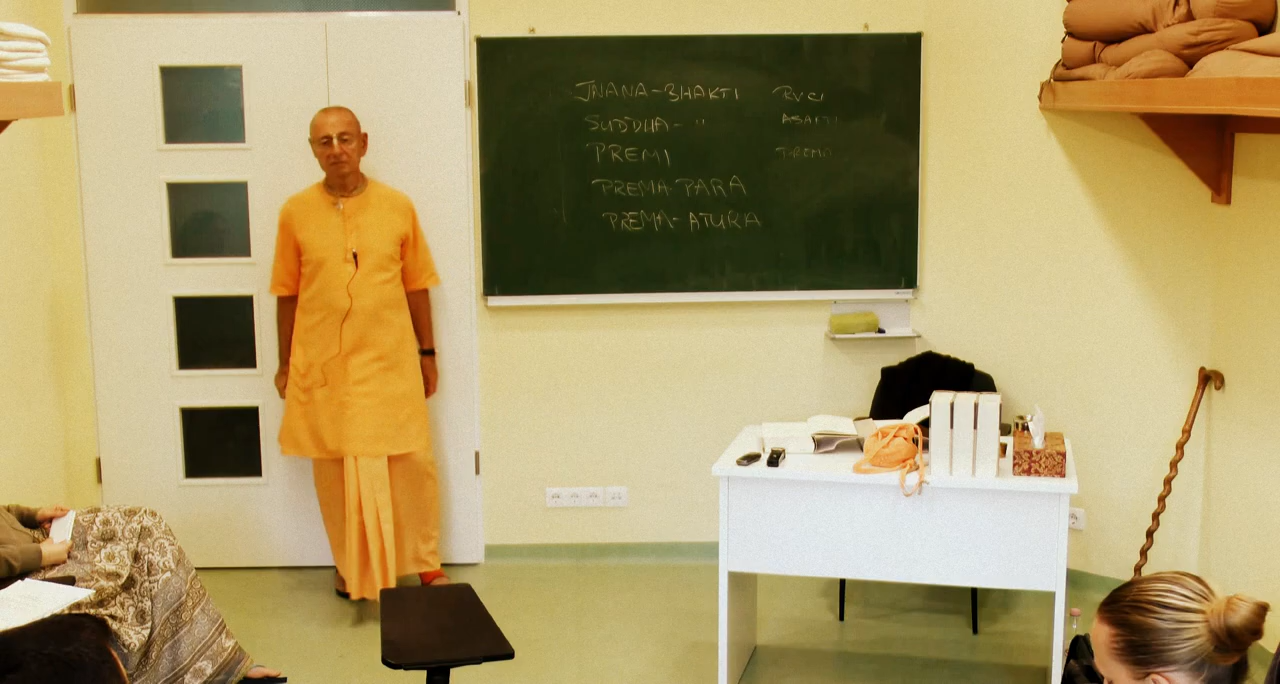 JNANA-BHAKTI RUCI
SUDDHA- " ASAKTI
PREMI PREMA
PREMA-PARA
PREMA-ATURA